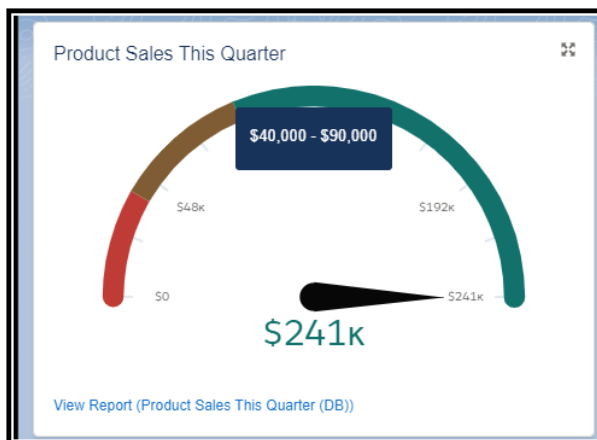 Product Sales This Quarter
$40,000 - $90,000
$48K
$192K
$0
$241K
$241K
View Report (Product Sales This Quarter (DB))